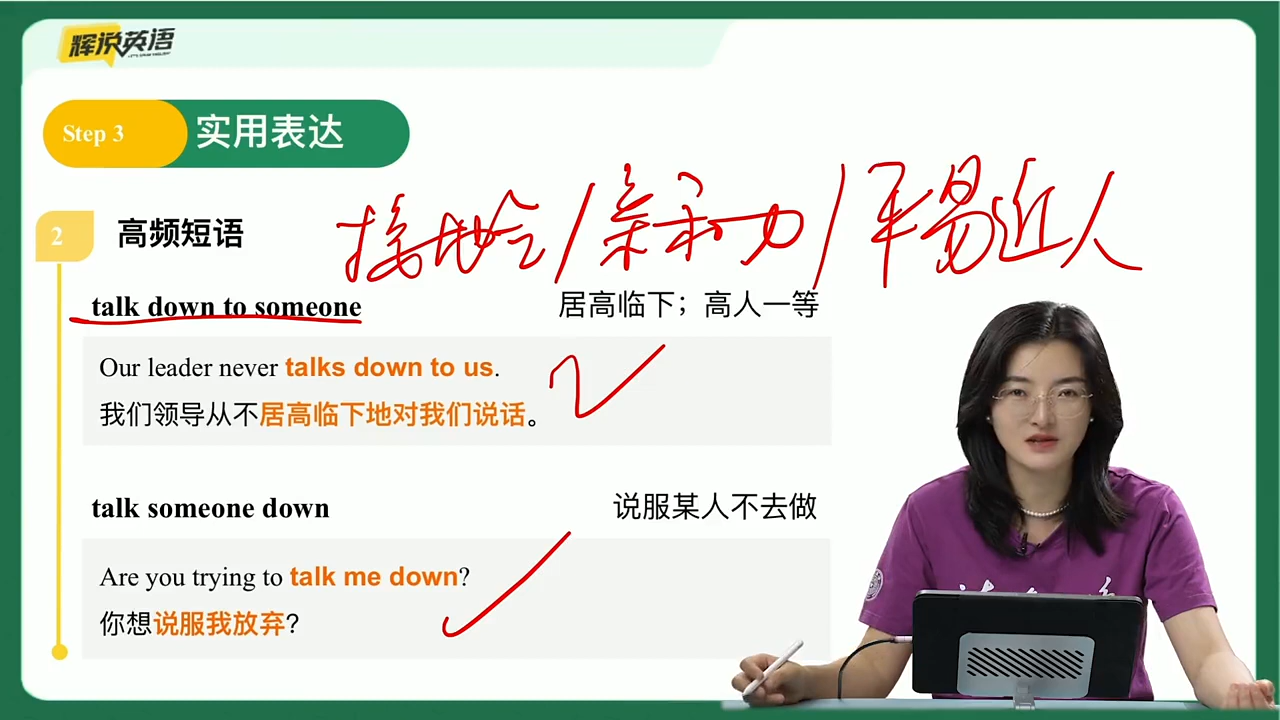 辉说英语
Step 3 实用表达
接地气/亲和力/平易近人
2 高频短语
talk down to someone 居高临下；高人一等
Our leader never talks down to us.
我们领导从不居高临下地对我们说话。
talk someone down 说服某人不去做
Are you trying to talk me down?
你想说服我放弃?